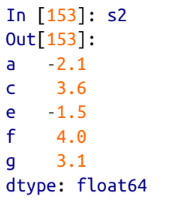 In [153]: s2
Out[153]:
a   -2.1
c    3.6
e   -1.5
f    4.0
g    3.1
dtype: float64